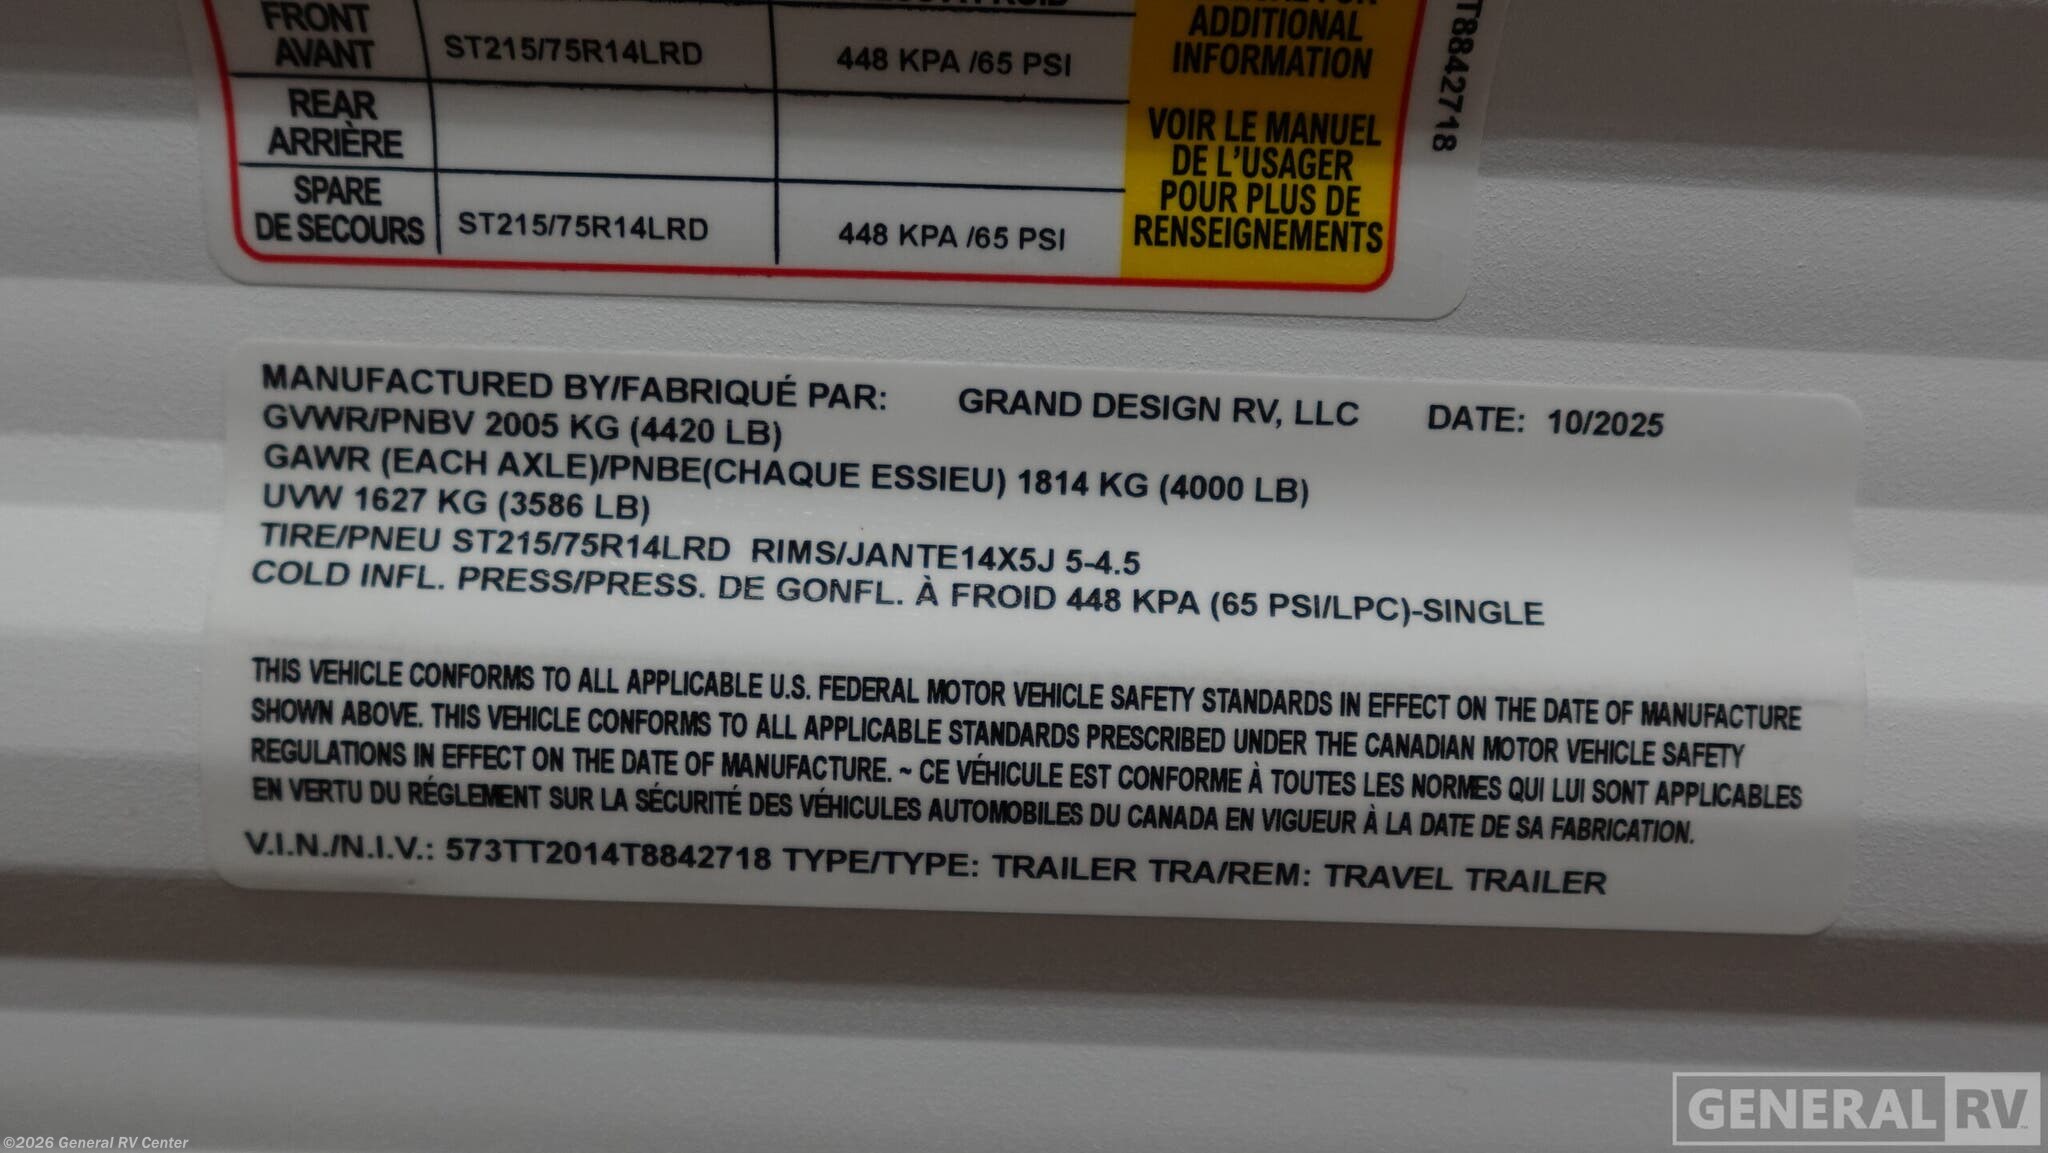 FRONT
AVANT
ST215/75R14LRD
448 KPA /65 PSI
ADDITIONAL
INFORMATION
REAR
ARRIÈRE
SPARE
DE SECOURS
ST215/75R14LRD
448 KPA /65 PSI
VOIR LE MANUEL
DE L'USAGER
POUR PLUS DE
RENSEIGNEMENTS
T8842718
MANUFACTURED BY/FABRIQUÉ PAR: GRAND DESIGN RV, LLC DATE: 10/2025
GVWR/PNBV 2005 KG (4420 LB)
GAWR (EACH AXLE)/PNBE(CHAQUE ESSIEU) 1814 KG (4000 LB)
UVW 1627 KG (3586 LB)
TIRE/PNEU ST215/75R14LRD RIMS/JANTE14X5J 5-4.5
COLD INFL. PRESS/PRESS. DE GONFL. À FROID 448 KPA (65 PSI/LPC)-SINGLE
THIS VEHICLE CONFORMS TO ALL APPLICABLE U.S. FEDERAL MOTOR VEHICLE SAFETY STANDARDS IN EFFECT ON THE DATE OF MANUFACTURE
SHOWN ABOVE. THIS VEHICLE CONFORMS TO ALL APPLICABLE STANDARDS PRESCRIBED UNDER THE CANADIAN MOTOR VEHICLE SAFETY
REGULATIONS IN EFFECT ON THE DATE OF MANUFACTURE. ~ CE VÉHICULE EST CONFORME À TOUTES LES NORMES QUI LUI SONT APPLICABLES
EN VERTU DU RÉGLEMENT SUR LA SÉCURITÉ DES VÉHICULES AUTOMOBILES DU CANADA EN VIGUEUR À LA DATE DE SA FABRICATION.
V.I.N./N.I.V.: 573TT2014T8842718 TYPE/TYPE: TRAILER TRA/REM: TRAVEL TRAILER
GENERAL RV
©2026 General RV Center